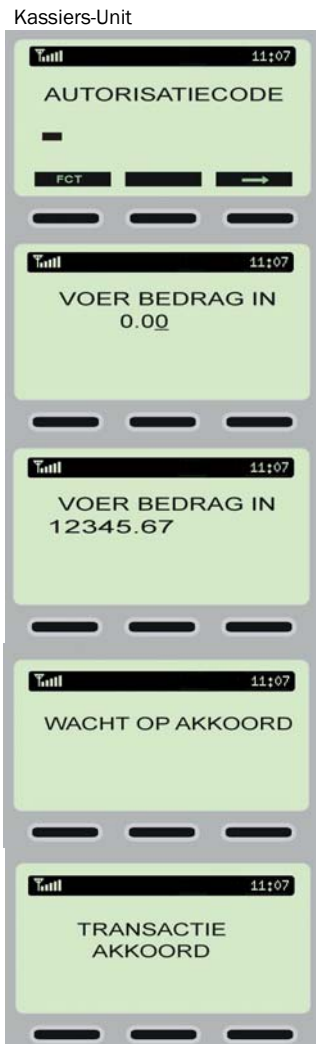 Kassiers-Unit
11:07
AUTORISATIECODE
FCT
11:07
VOER BEDRAG IN
0.00
11:07
VOER BEDRAG IN
12345.67
11:07
WACHT OP AKKOORD
11:07
TRANSACTIE
AKKOORD